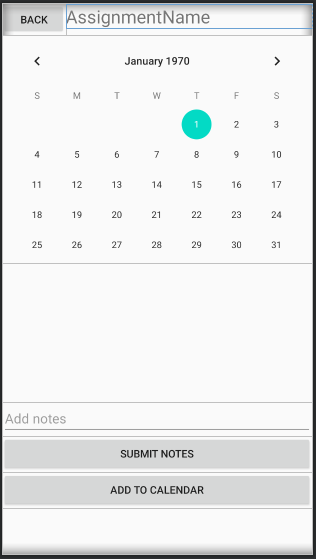 BACK AssignmentName
January 1970
S M T W T F S
1 2 3
4 5 6 7 8 9 10
11 12 13 14 15 16 17
18 19 20 21 22 23 24
25 26 27 28 29 30 31
Add notes
SUBMIT NOTES
ADD TO CALENDAR